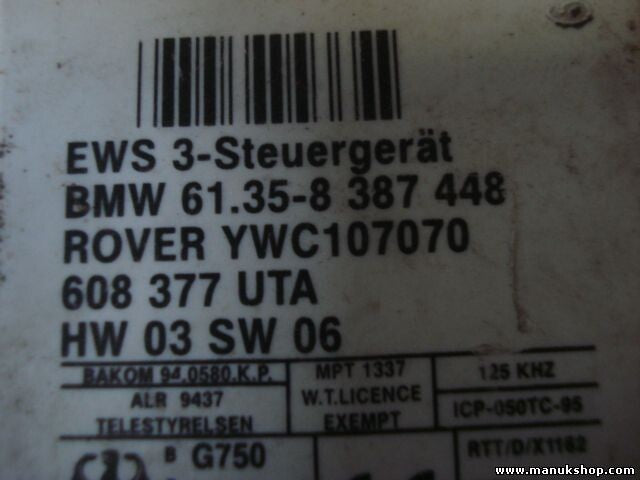 EWS 3-Steuergerät
BMW 61.35-8 387 448
ROVER YWC107070
608 377 UTA
HW 03 SW 06
BAKOM 94.0580.K.P.
MPT 1337
125 KHZ
ALR 9437
W.T.LICENCE
ICP-050TC-95
TELESTYRELSEN
EXEMPT
B G750
RTT/D/X1162
www.manukshop.com